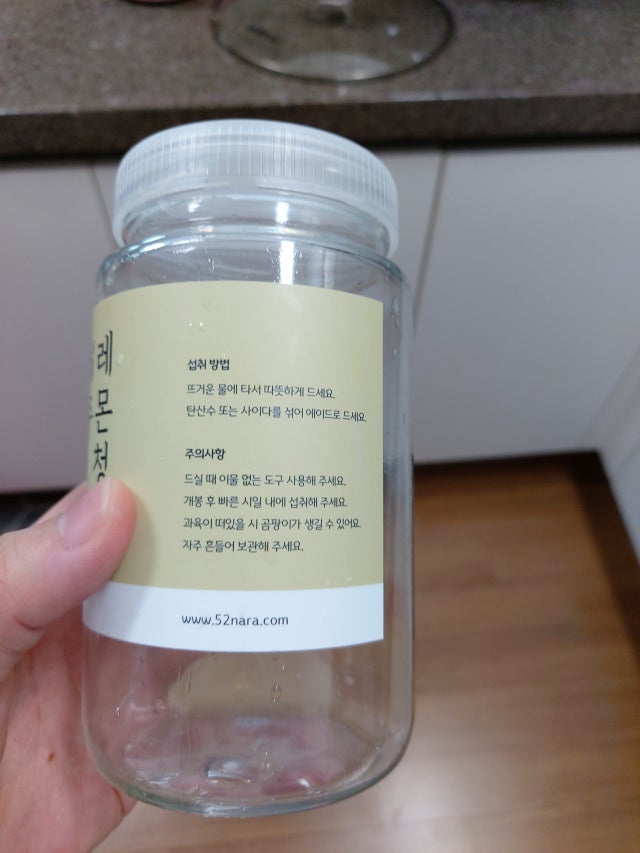 레몬청
섭취 방법
뜨거운 물에 타서 따뜻하게 드세요.
탄산수 또는 사이다를 섞어 에이드로 드세요.
주의사항
드실 때 이물 없는 도구 사용해 주세요.
개봉 후 빠른 시일 내에 섭취해 주세요.
과육이 떠있을 시 곰팡이가 생길 수 있어요.
자주 흔들어 보관해 주세요.
www.52nara.com